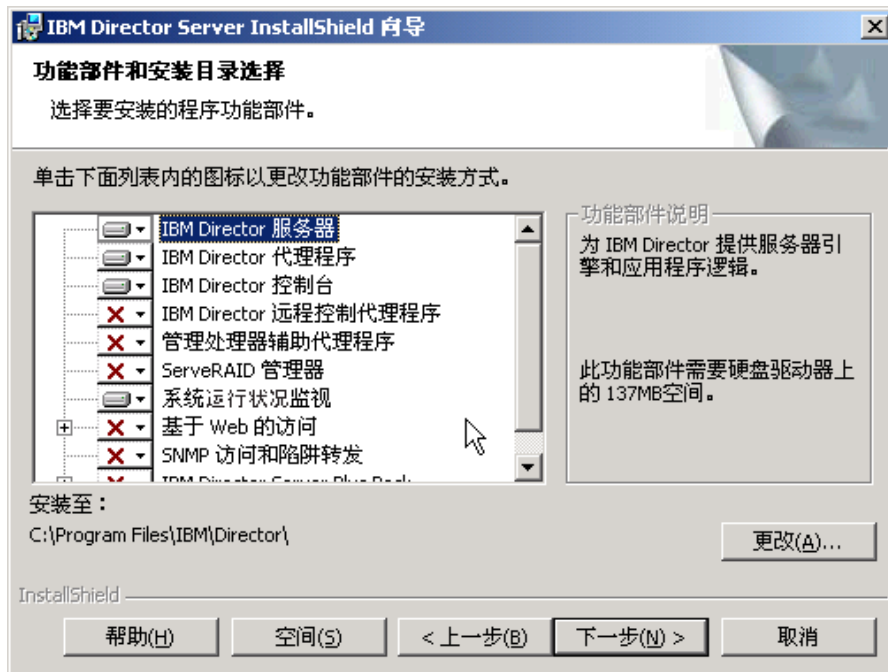 IBM Director Server InstallShield 向导
功能部件和安装目录选择
选择要安装的程序功能部件。
单击下面列表内的图标以更改功能部件的安装方式。
IBM Director 服务器
IBM Director 代理程序
IBM Director 控制台
IBM Director 远程控制代理程序
管理处理器辅助代理程序
ServeRAID 管理器
系统运行状况监视
基于 Web 的访问
SNMP 访问和陷阱转发
IBM Director Server Plus Pack
功能部件说明
为 IBM Director 提供服务器引
擎和应用程序逻辑。
此功能部件需要硬盘驱动器上
的 137MB空间。
安装至：
C:\Program Files\IBM\Director\
更改(A)...
InstallShield
帮助(H)
空间(S)
< 上一步(B)
下一步(N) >
取消